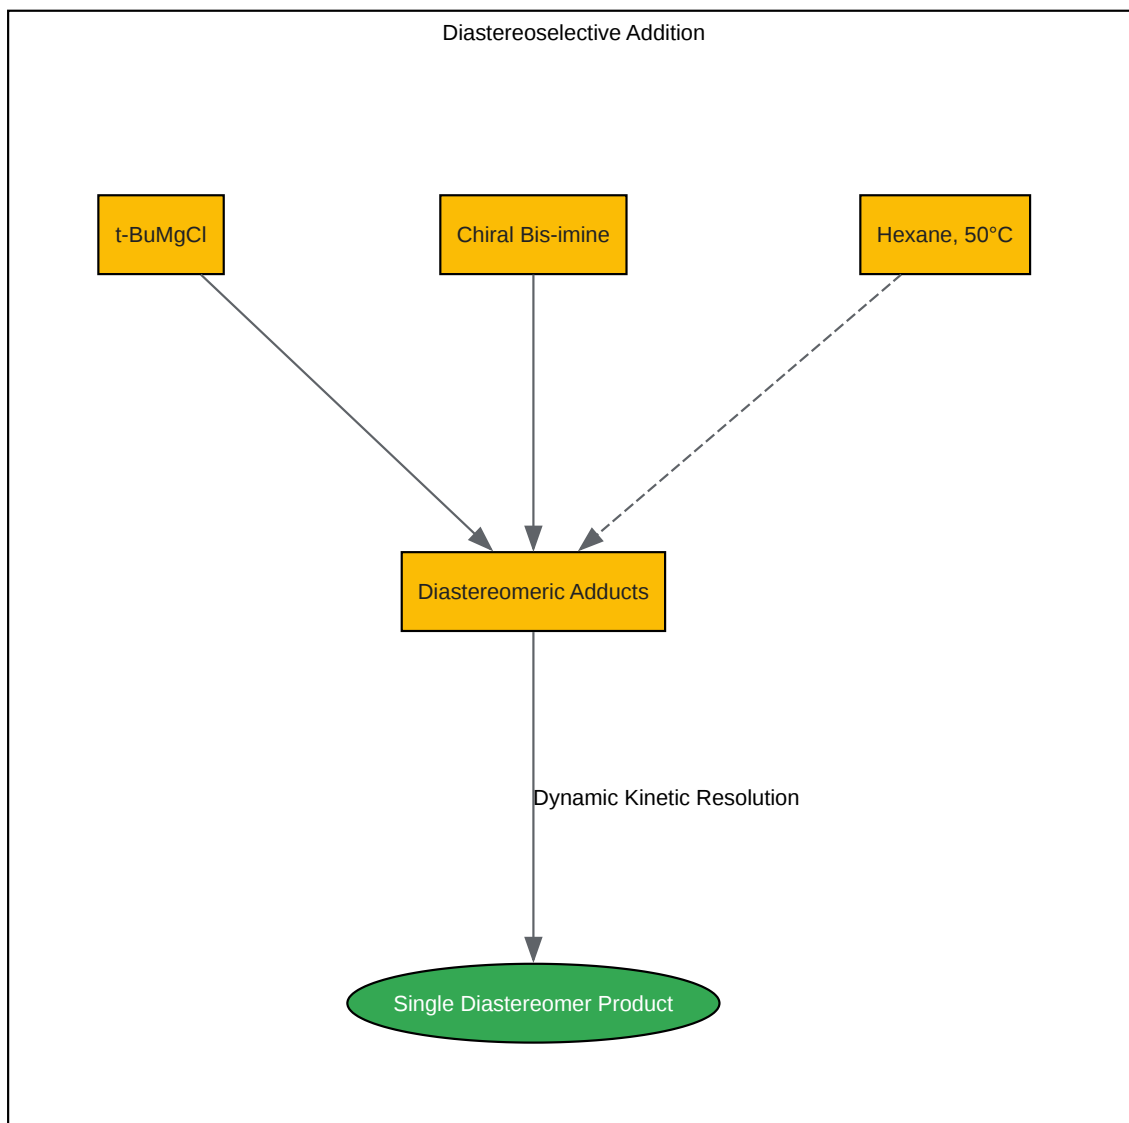 Diastereoselective Addition
t-BuMgCl
Chiral Bis-imine
Hexane, 50°C
Diastereomeric Adducts
Dynamic Kinetic Resolution
Single Diastereomer Product